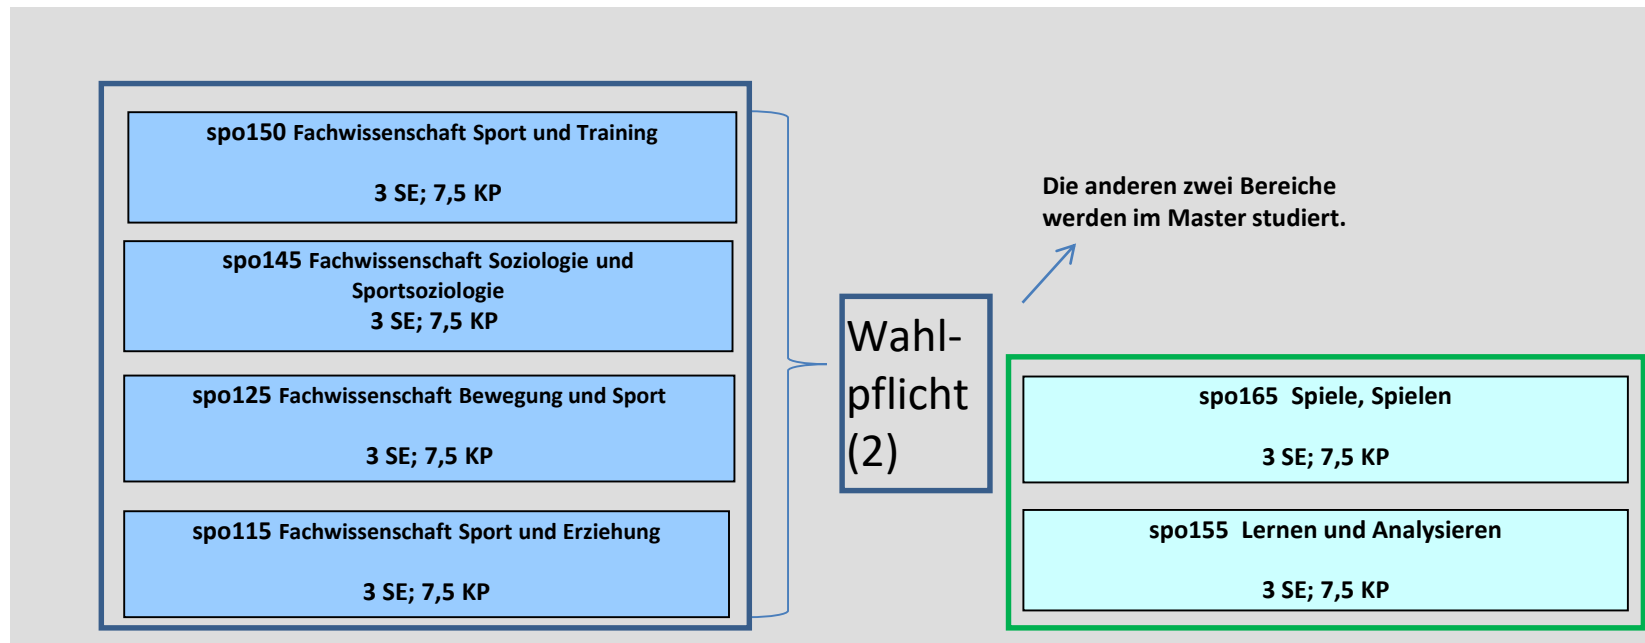 spo150 Fachwissenschaft Sport und Training
3 SE; 7,5 KP
spo145 Fachwissenschaft Soziologie und
Sportsoziologie
3 SE; 7,5 KP
spo125 Fachwissenschaft Bewegung und Sport
3 SE; 7,5 KP
spo115 Fachwissenschaft Sport und Erziehung
3 SE; 7,5 KP
Wahl-
pflicht
(2)
Die anderen zwei Bereiche
werden im Master studiert.
spo165 Spiele, Spielen
3 SE; 7,5 KP
spo155 Lernen und Analysieren
3 SE; 7,5 KP